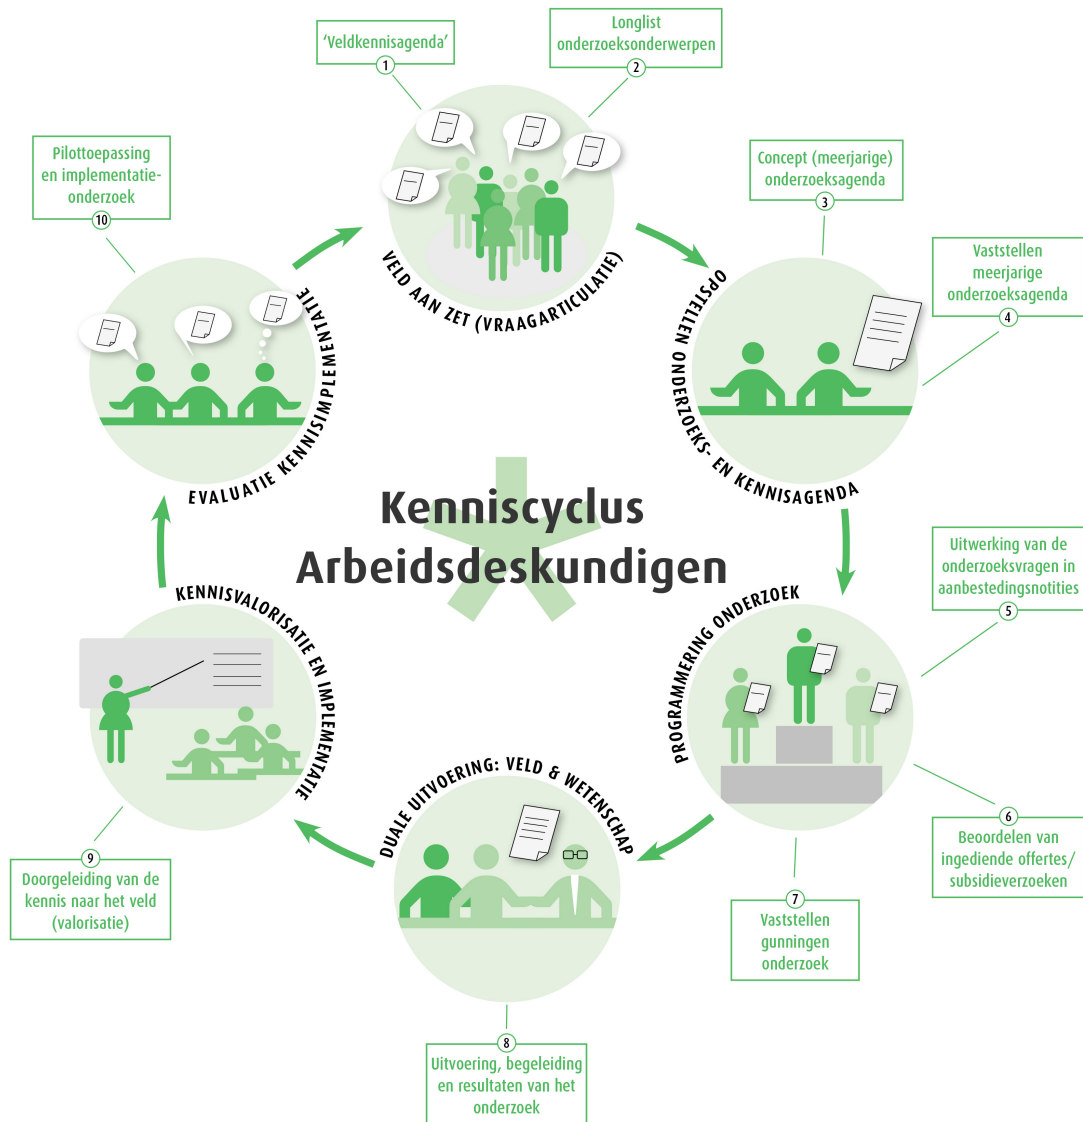 ‘Veldkennisagenda’
1
Longlist
onderzoeksonderwerpen
2
VELD AAN ZET (VRAAGARTICULATIE)
Concept (meerjarige)
onderzoeksagenda
3
Vaststellen
meerjarige
onderzoeksagenda
4
OPSTELLEN ONDERZOEKS- EN KENNISAGENDA
Kenniscyclus
Arbeidsdeskundigen
Uitwerking van de
onderzoeksvragen in
aanbestedingsnotities
5
PROGRAMMERING ONDERZOEK
6
Beoordelen van
ingediende offertes/
subsidieverzoeken
7
Vaststellen
gunningen
onderzoek
DUALE UITVOERING: VELD & WETENSCHAP
8
Uitvoering, begeleiding
en resultaten van het
onderzoek
KENNISVALORISATIE EN IMPLEMENTATIE
9
Doorgeleiding van de
kennis naar het veld
(valorisatie)
EVALUATIE KENNISIMPLEMENTATIE
Pilottoepassing
en implementatie-
onderzoek
10